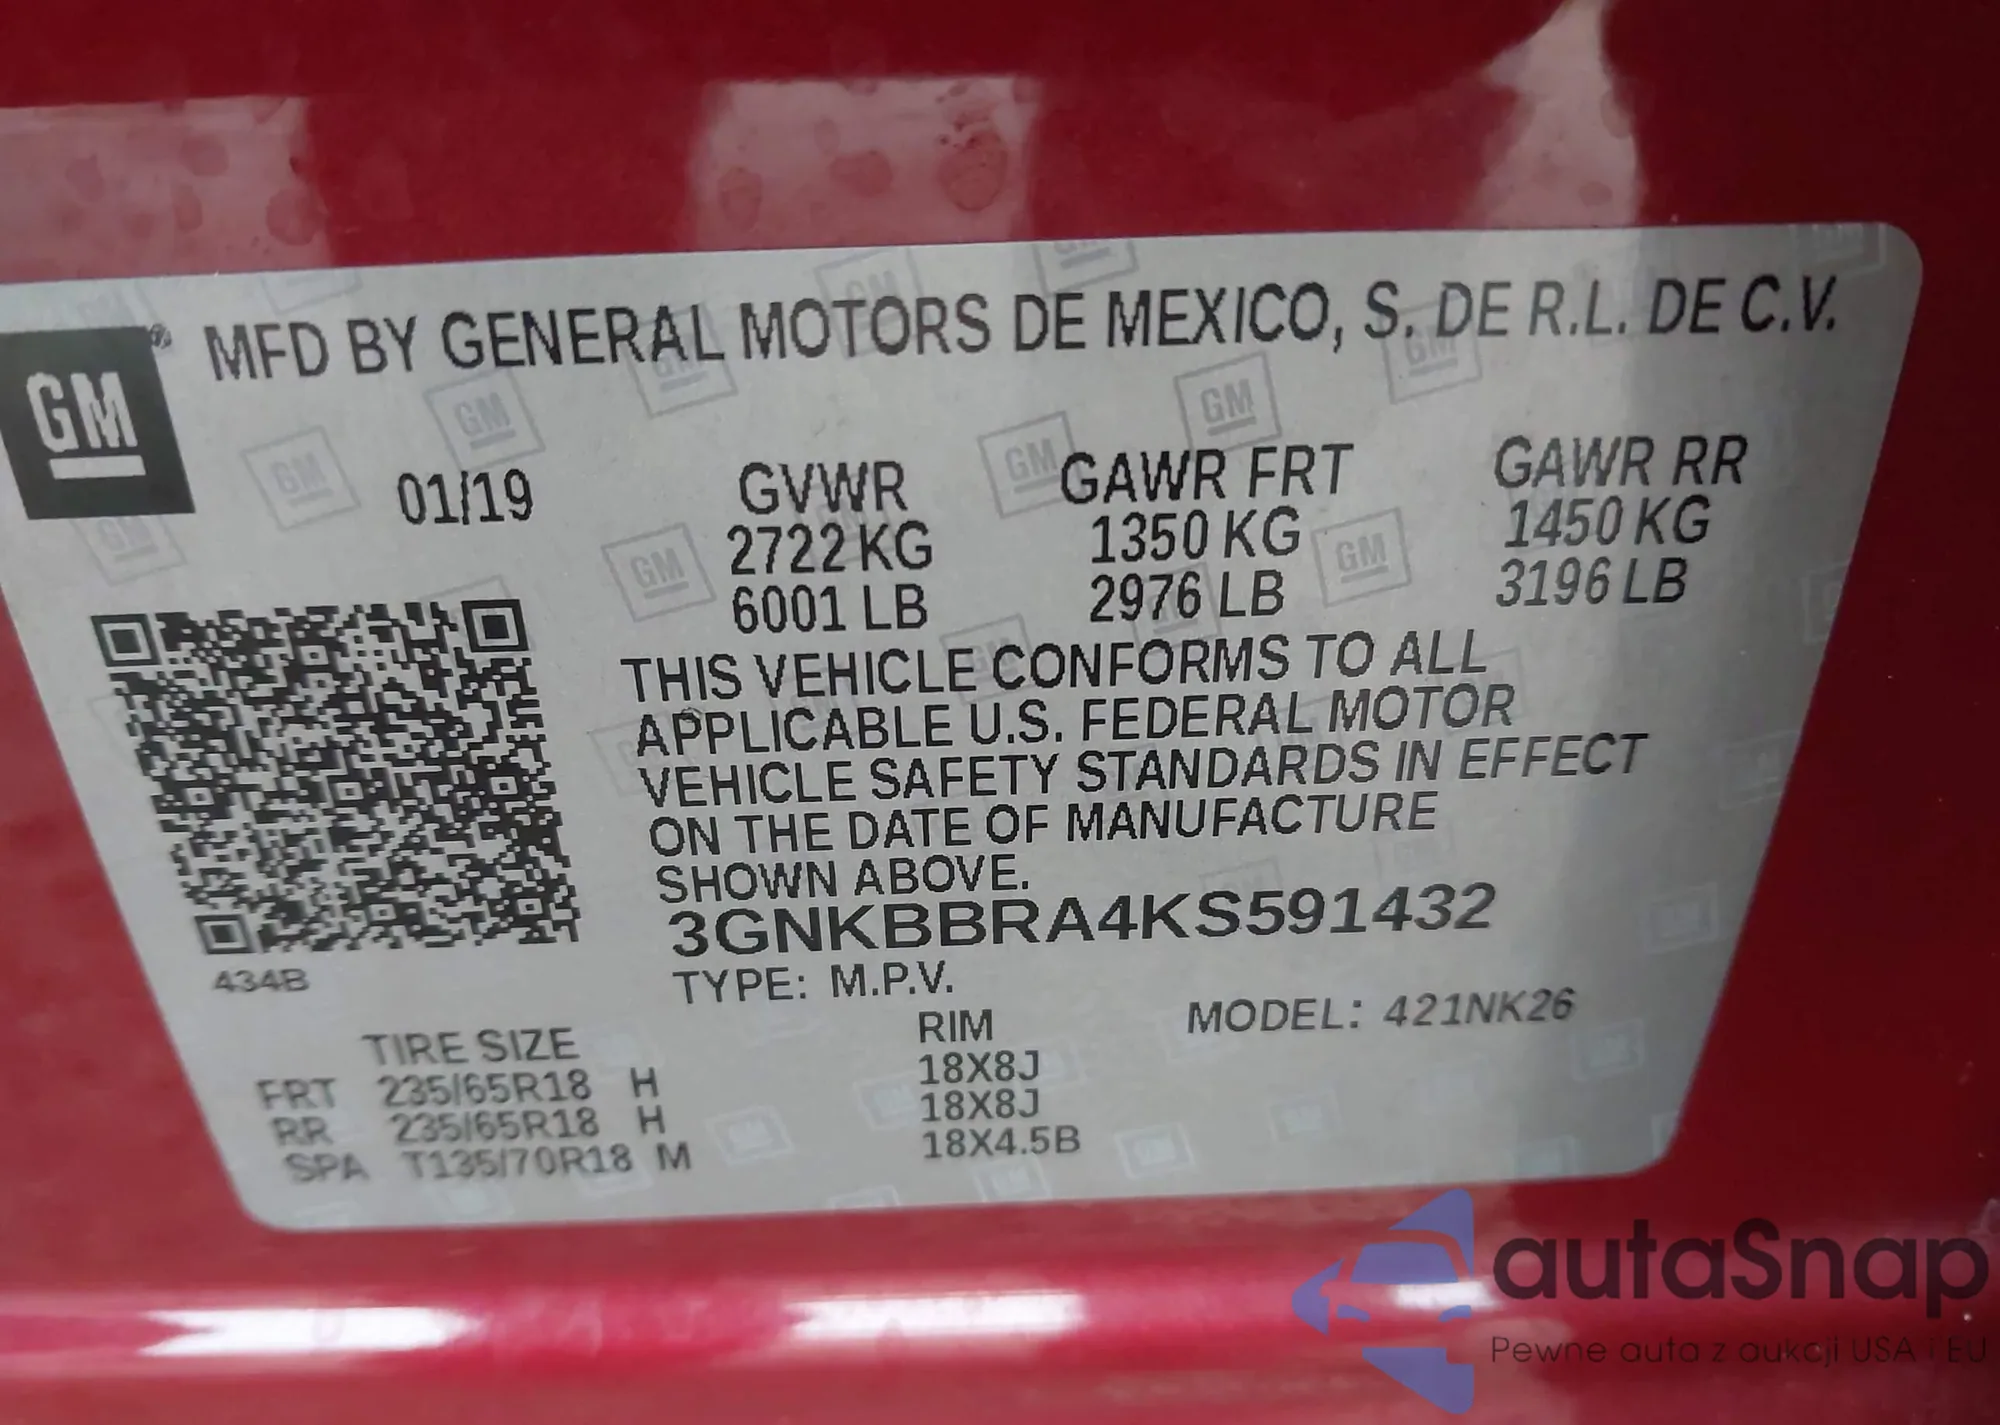 GM ® MFD BY GENERAL MOTORS DE MEXICO, S. DE R.L. DE C.V.
01/19 GVWR GAWR FRT GAWR RR
2722 KG 1350 KG 1450 KG
6001 LB 2976 LB 3196 LB
THIS VEHICLE CONFORMS TO ALL
APPLICABLE U.S. FEDERAL MOTOR
VEHICLE SAFETY STANDARDS IN EFFECT
ON THE DATE OF MANUFACTURE
SHOWN ABOVE.
3GNKBBRA4KS591432
434B
TYPE: M.P.V. MODEL: 421NK26
TIRE SIZE RIM
FRT 235/65R18 H 18X8J
RR 235/65R18 H 18X8J
SPA T135/70R18 M 18X4.5B
autaSnap
Pewne auta z aukcji USA i EU